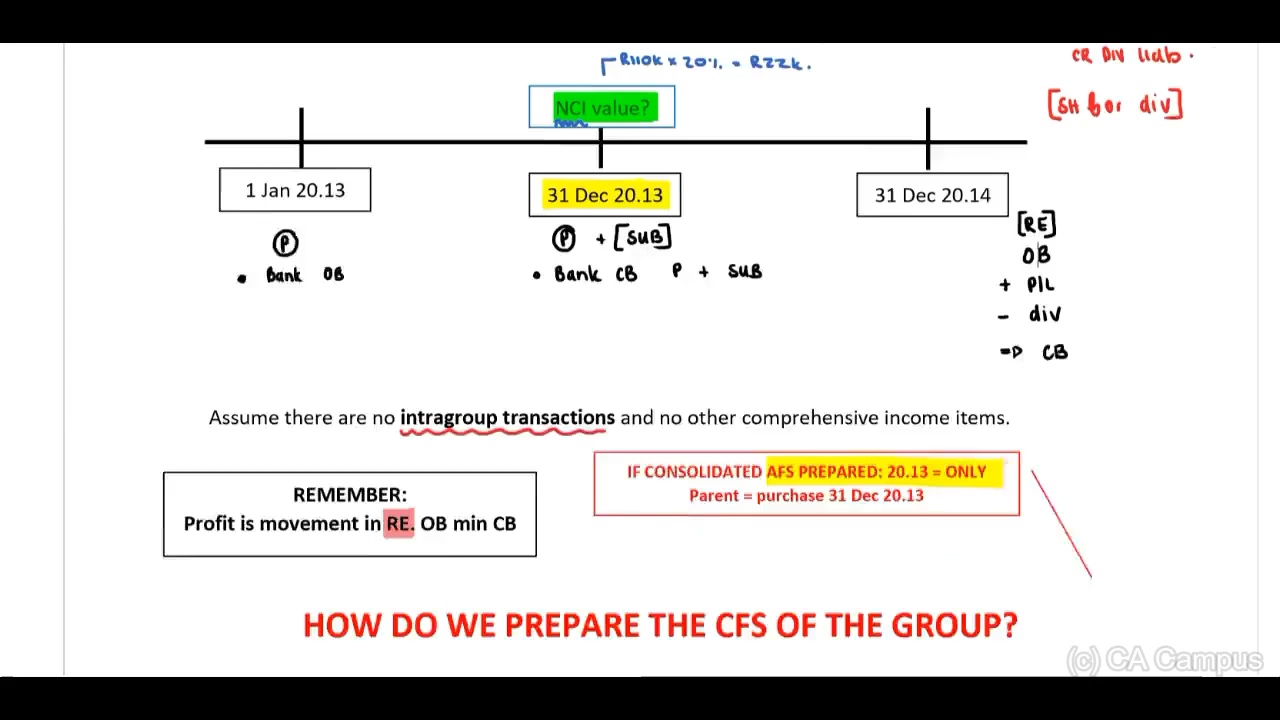 R110K x 20% = R22K.
CR DIV liab.
NCI value?
[SH for div]
1 Jan 20.13
31 Dec 20.13
31 Dec 20.14
P
P + [SUB]
[RE]
• Bank OB
• Bank CB P + SUB
OB
+ P/L
- div
=> CB
Assume there are no intragroup transactions and no other comprehensive income items.
IF CONSOLIDATED AFS PREPARED: 20.13 = ONLY
Parent = purchase 31 Dec 20.13
REMEMBER:
Profit is movement in RE. OB min CB
HOW DO WE PREPARE THE CFS OF THE GROUP?
(c) CA Campus